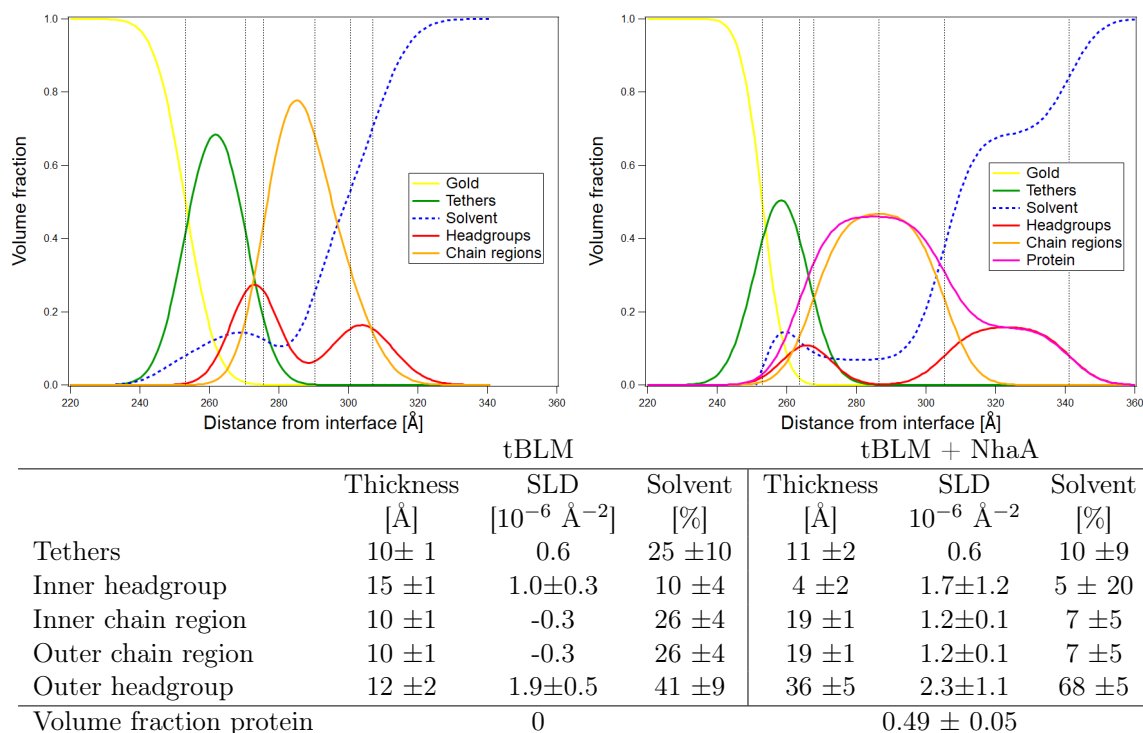 1.0
0.8
0.6
0.4
0.2
0.0
Volume fraction
220 240 260 280 300 320 340 360
Distance from interface [Å]
Gold
Tethers
Solvent
Headgroups
Chain regions
1.0
0.8
0.6
0.4
0.2
0.0
Volume fraction
220 240 260 280 300 320 340 360
Distance from interface [Å]
Gold
Tethers
Solvent
Headgroups
Chain regions
Protein
tBLM tBLM + NhaA
Thickness SLD Solvent Thickness SLD Solvent
[Å] [10⁻⁶ Å⁻²] [%] [Å] 10⁻⁶ Å⁻² [%]
Tethers 10± 1 0.6 25 ±10 11 ±2 0.6 10 ±9
Inner headgroup 15 ±1 1.0±0.3 10 ±4 4 ±2 1.7±1.2 5 ± 20
Inner chain region 10 ±1 -0.3 26 ±4 19 ±1 1.2±0.1 7 ±5
Outer chain region 10 ±1 -0.3 26 ±4 19 ±1 1.2±0.1 7 ±5
Outer headgroup 12 ±2 1.9±0.5 41 ±9 36 ±5 2.3±1.1 68 ±5
Volume fraction protein 0 0.49 ± 0.05